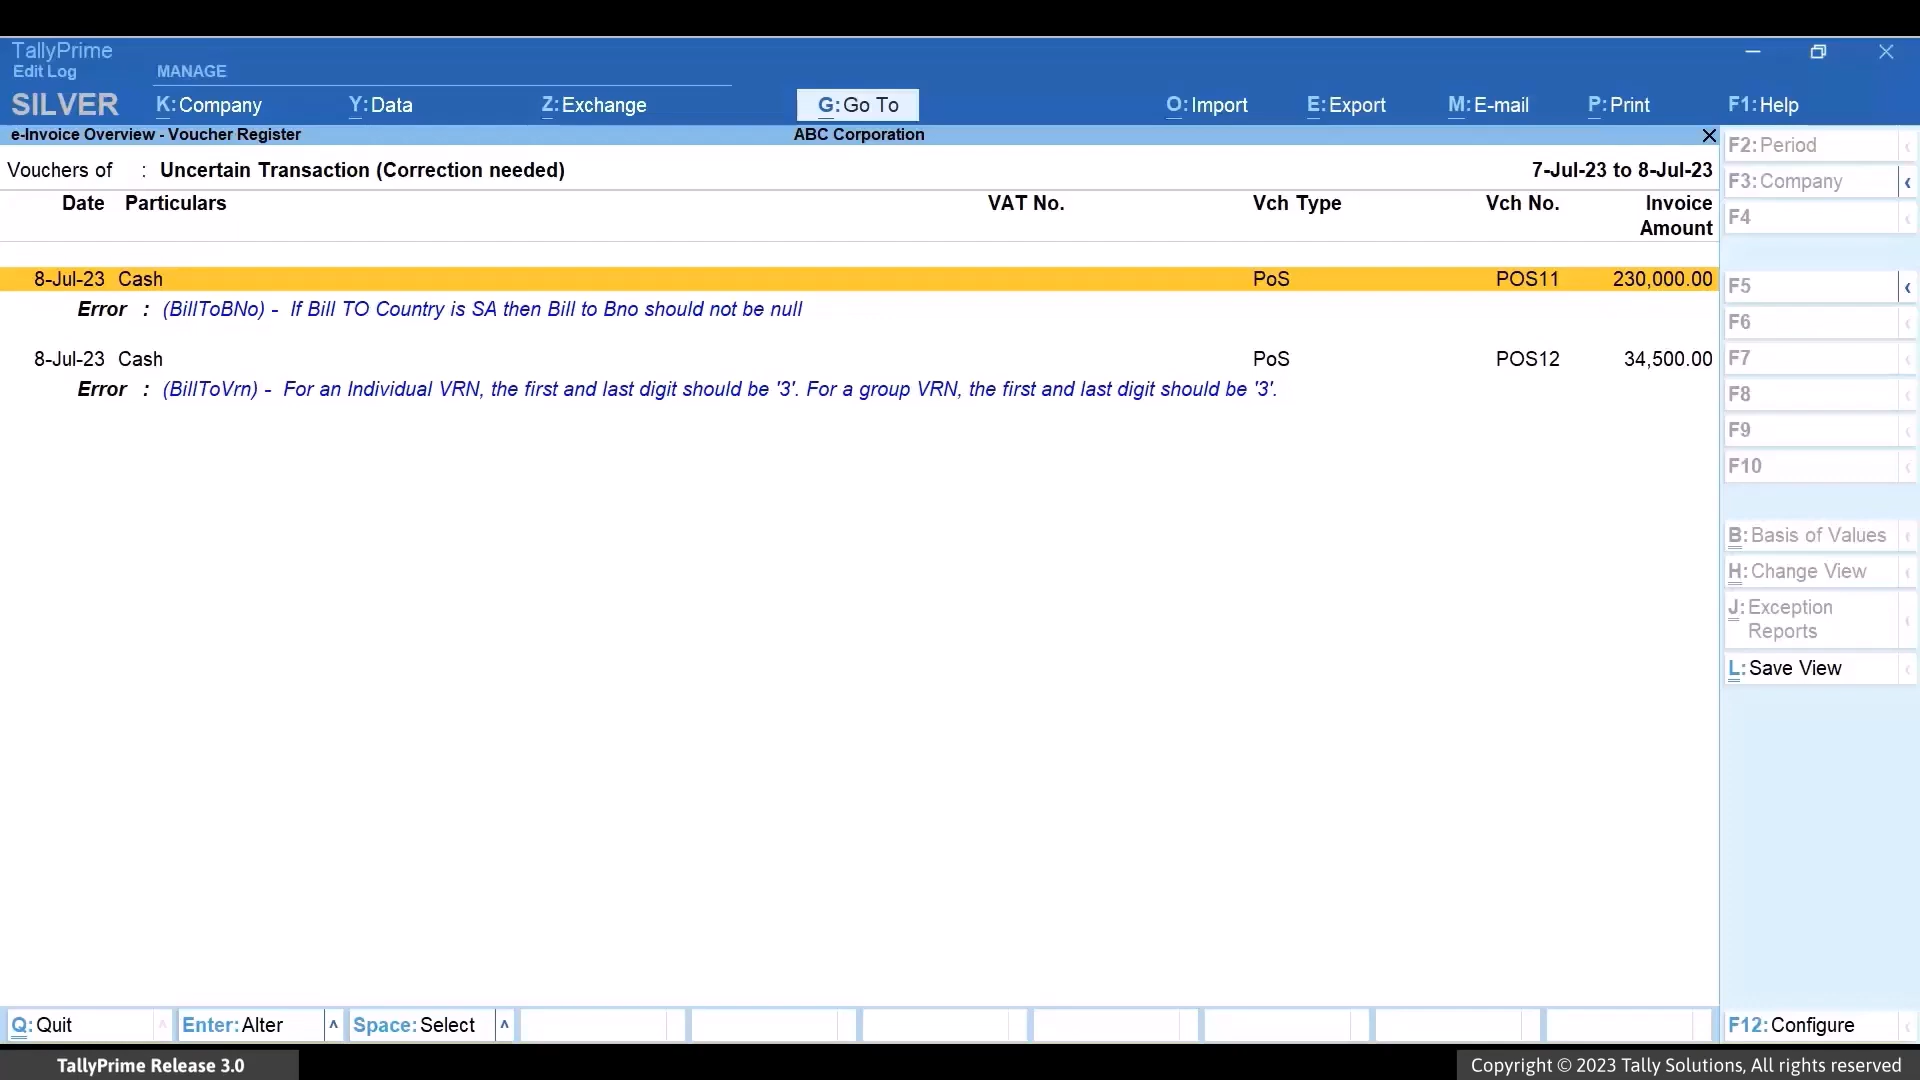 TallyPrime
Edit Log
MANAGE
SILVER
K:Company
Y:Data
Z:Exchange
G:Go To
O:Import
E:Export
M:E-mail
P:Print
F1:Help
e-Invoice Overview - Voucher Register
ABC Corporation
Vouchers of : Uncertain Transaction (Correction needed)
7-Jul-23 to 8-Jul-23
Date Particulars VAT No. Vch Type Vch No. Invoice
Amount
8-Jul-23 Cash PoS POS11 230,000.00
Error : (BillToBNo) - If Bill TO Country is SA then Bill to Bno should not be null
8-Jul-23 Cash PoS POS12 34,500.00
Error : (BillToVrn) - For an Individual VRN, the first and last digit should be '3'. For a group VRN, the first and last digit should be '3'.
F2:Period
F3:Company
F4
F5
F6
F7
F8
F9
F10
B:Basis of Values
H:Change View
J:Exception
Reports
L:Save View
Q:Quit
Enter:Alter
Space:Select
F12:Configure
TallyPrime Release 3.0
Copyright © 2023 Tally Solutions, All rights reserved